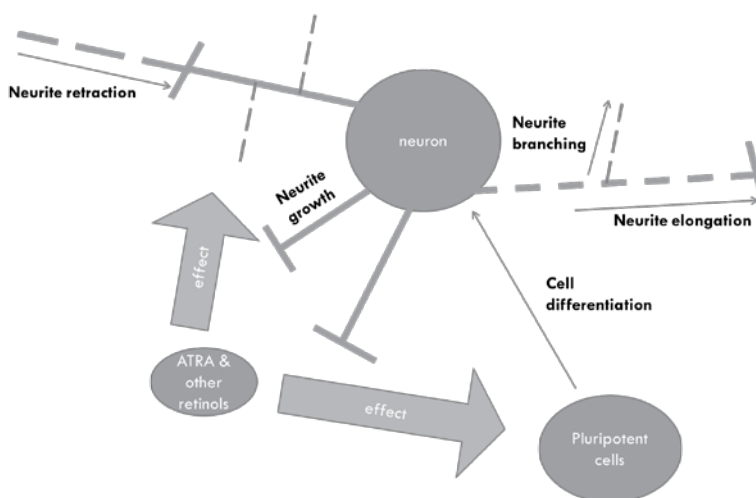 Neurite retraction
neuron
Neurite
branching
Neurite
growth
Neurite elongation
effect
Cell
differentiation
ATRA &
other
retinols
effect
Pluripotent
cells